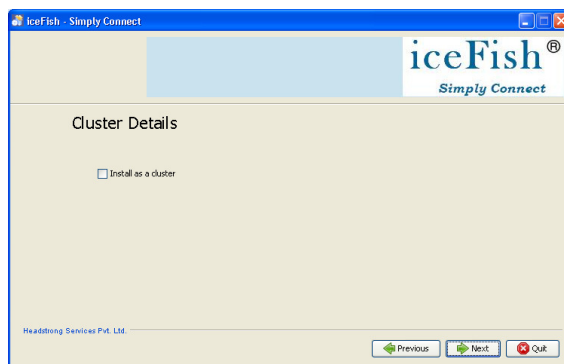 iceFish - Simply Connect
iceFish®
Simply Connect
Cluster Details
Install as a cluster
Headstrong Services Pvt. Ltd.
Previous Next Quit